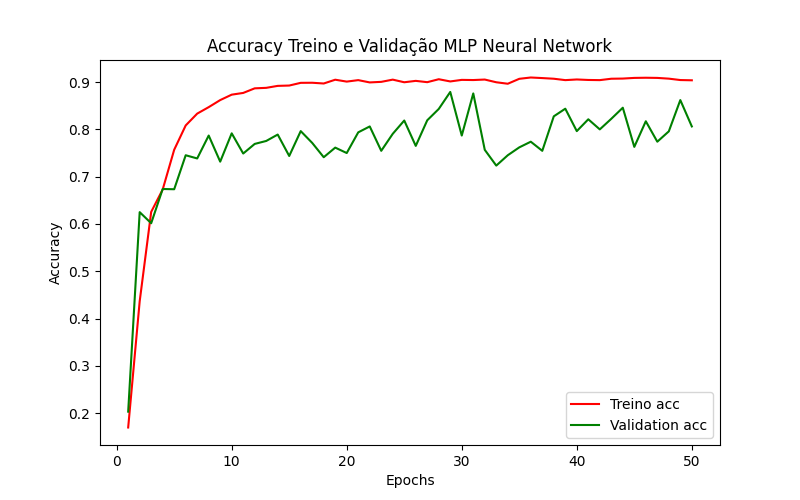 Accuracy Treino e Validação MLP Neural Network
Accuracy
0.9
0.8
0.7
0.6
0.5
0.4
0.3
0.2
0
10
20
30
40
50
Epochs
Treino acc
Validation acc